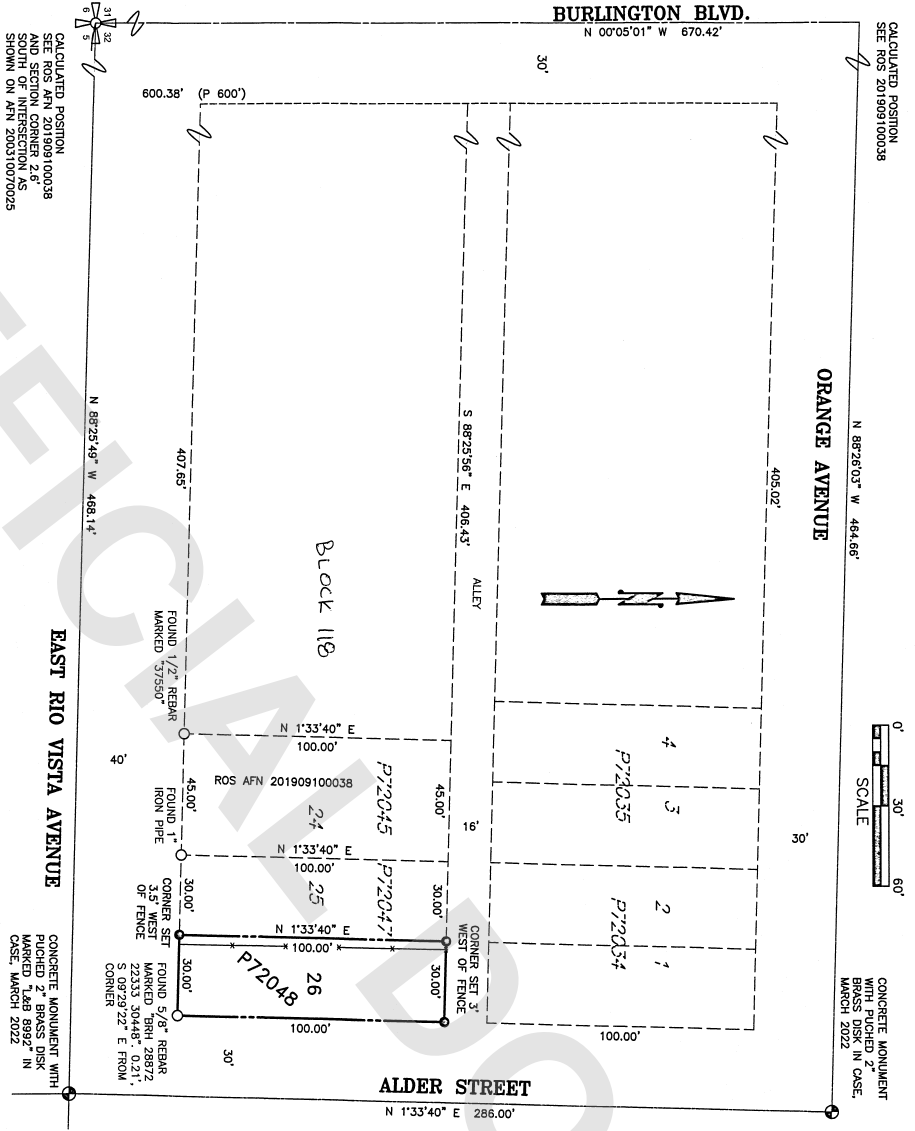 BURLINGTON BLVD.
N 00°05'01" W 670.42'
CALCULATED POSITION
SEE ROS 201909100038
31
32
6
5
CALCULATED POSITION
SEE ROS AFN 201909100038
AND SECTION CORNER 2.6'
SOUTH OF INTERSECTION AS
SHOWN ON AFN 200310070025
30'
600.38' (P 600')
ORANGE AVENUE
N 88°26'03" W 464.66'
405.02'
S 88°25'56" E 406.43'
ALLEY
407.65'
N 88°25'49" W 468.14'
BLOCK 118
FOUND 1/2" REBAR
MARKED "37550"
EAST RIO VISTA AVENUE
40'
N 1°33'40" E
100.00'
ROS AFN 201909100038
45.00'
45.00'
P72045
24
FOUND 1"
IRON PIPE
N 1°33'40" E
100.00'
P72047
25
30.00'
30.00'
16'
4
3
P72035
2
1
P72034
30'
0'
30'
60'
SCALE
CORNER SET
3.5' WEST
OF FENCE
CORNER SET 3'
WEST OF FENCE
N 1°33'40" E
100.00'
26
P72048
30.00'
30.00'
100.00'
100.00'
FOUND 5/8" REBAR
MARKED "BRH 28872
22333 30448", 0.21',
S 09°29'22" E FROM
CORNER
30'
CONCRETE MONUMENT
WITH PUCHED 2"
BRASS DISK IN CASE,
MARCH 2022
CONCRETE MONUMENT WITH
PUCHED 2" BRASS DISK
MARKED "L&B 8992" IN
CASE, MARCH 2022
ALDER STREET
N 1°33'40" E 286.00'
FICIAL DO